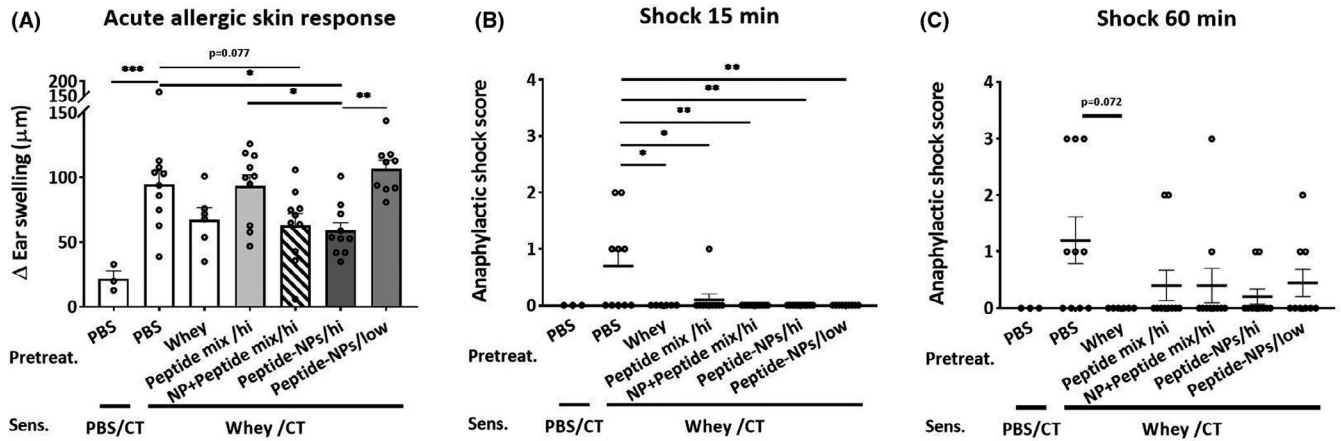 (A) Acute allergic skin response
p=0.077
***
*
*
**
Δ Ear swelling (μm)
200
150
150
100
50
0
Pretreat.
PBS
PBS
Whey
Peptide mix /hi
NP+Peptide mix/hi
Peptide-NPs/hi
Peptide-NPs/low
Sens.
PBS/CT
Whey /CT
(B) Shock 15 min
**
**
**
*
*
Anaphylactic shock score
4
3
2
1
0
Pretreat.
PBS
PBS
Whey
Peptide mix /hi
NP+Peptide mix/hi
Peptide-NPs/hi
Peptide-NPs/low
Sens.
PBS/CT
Whey /CT
(C) Shock 60 min
p=0.072
Anaphylactic shock score
4
3
2
1
0
Pretreat.
PBS
PBS
Whey
Peptide mix /hi
NP+Peptide mix/hi
Peptide-NPs/hi
Peptide-NPs/low
Sens.
PBS/CT
Whey /CT